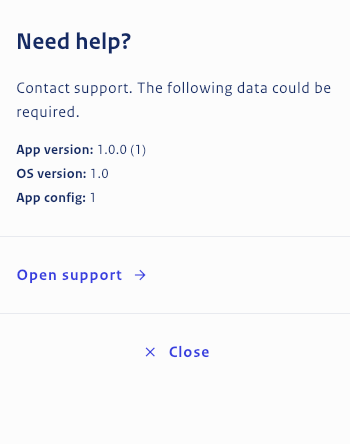 Need help?
Contact support. The following data could be
required.
App version: 1.0.0 (1)
OS version: 1.0
App config: 1
Open support
Close